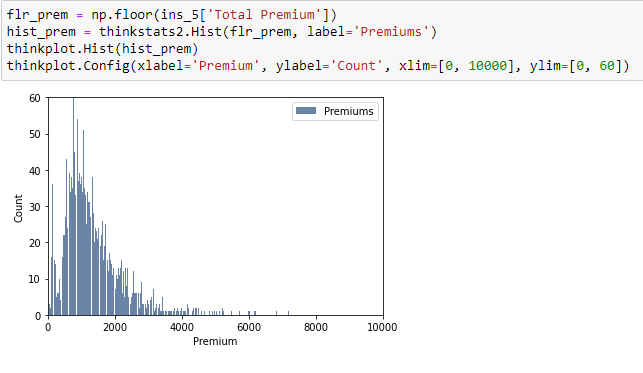 flr_prem = np.floor(ins_5['Total Premium'])
hist_prem = thinkstats2.Hist(flr_prem, label='Premiums')
thinkplot.Hist(hist_prem)
thinkplot.Config(xlabel='Premium', ylabel='Count', xlim=[0, 10000], ylim=[0, 60])
60
Premiums
50
40
30
Count
20
10
0
0 2000 4000 6000 8000 10000
Premium